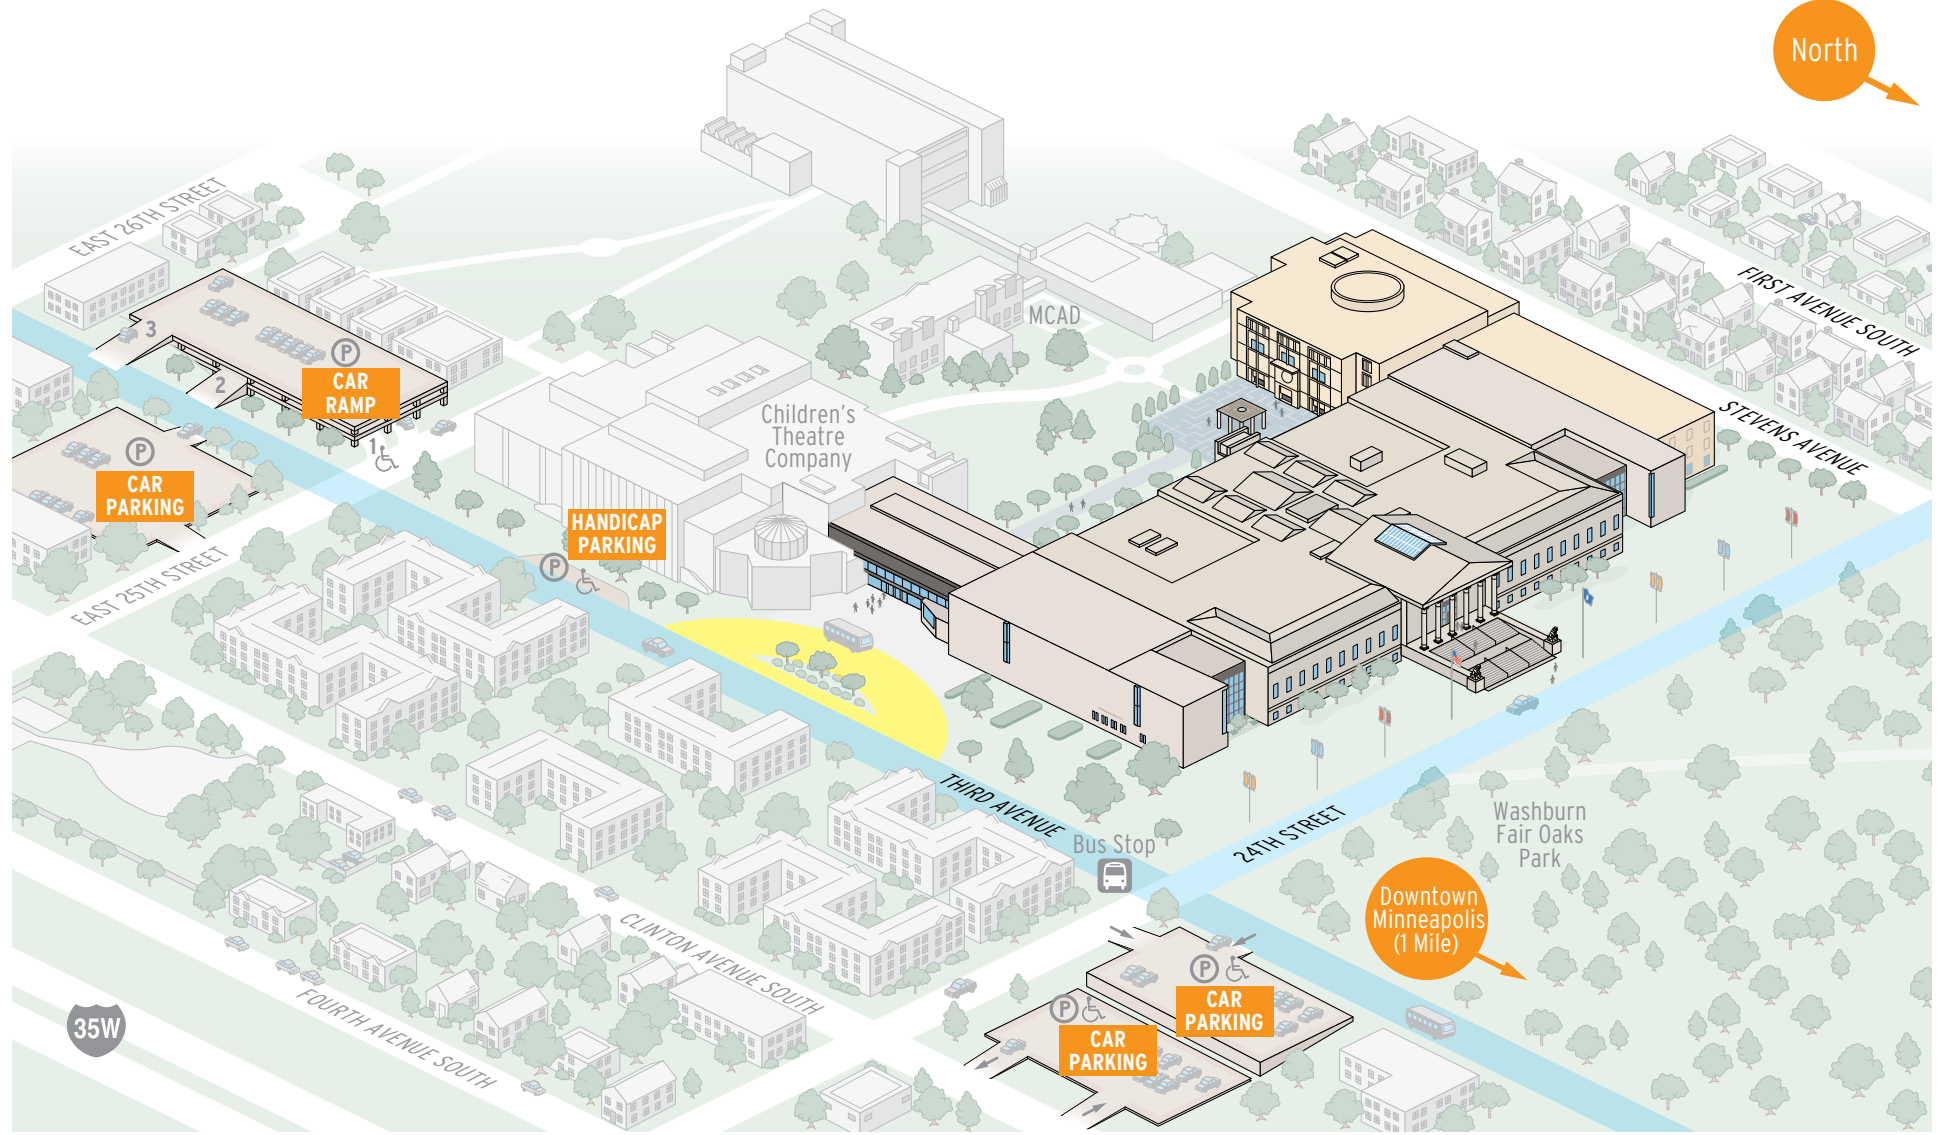 North
EAST 26TH STREET
FIRST AVENUE SOUTH
MCAD
3
P
2
CAR
RAMP
STEVENS AVENUE
Children's
Theatre
Company
1
P
CAR
PARKING
HANDICAP
PARKING
P
EAST 25TH STREET
THIRD AVENUE
24TH STREET
Bus Stop
Washburn
Fair Oaks
Park
Downtown
Minneapolis
(1 Mile)
CLINTON AVENUE SOUTH
P
CAR
PARKING
P
CAR
PARKING
FOURTH AVENUE SOUTH
35W